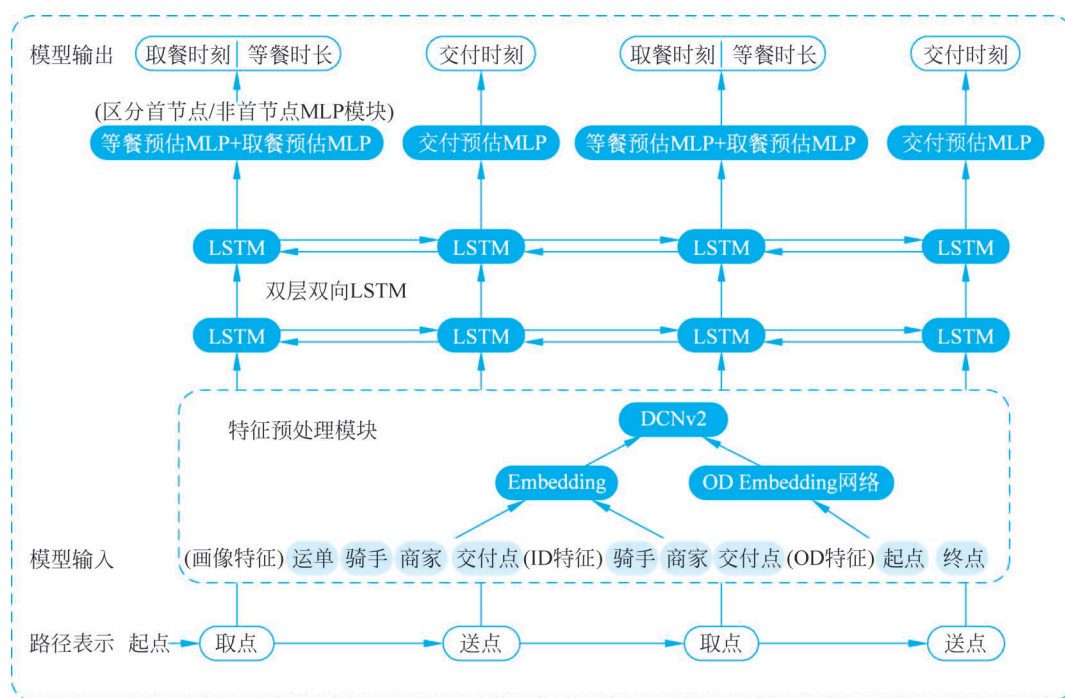 模型输出 取餐时刻 等餐时长 交付时刻 取餐时刻 等餐时长 交付时刻
(区分首节点/非首节点MLP模块)
等餐预估MLP+取餐预估MLP 交付预估MLP 等餐预估MLP+取餐预估MLP 交付预估MLP
LSTM LSTM LSTM LSTM
双层双向LSTM
LSTM LSTM LSTM LSTM
DCNv2
特征预处理模块
Embedding OD Embedding网络
模型输入 (画像特征) 运单 骑手 商家 交付点 (ID特征) 骑手 商家 交付点 (OD特征) 起点 终点
路径表示 起点 取点 送点 取点 送点